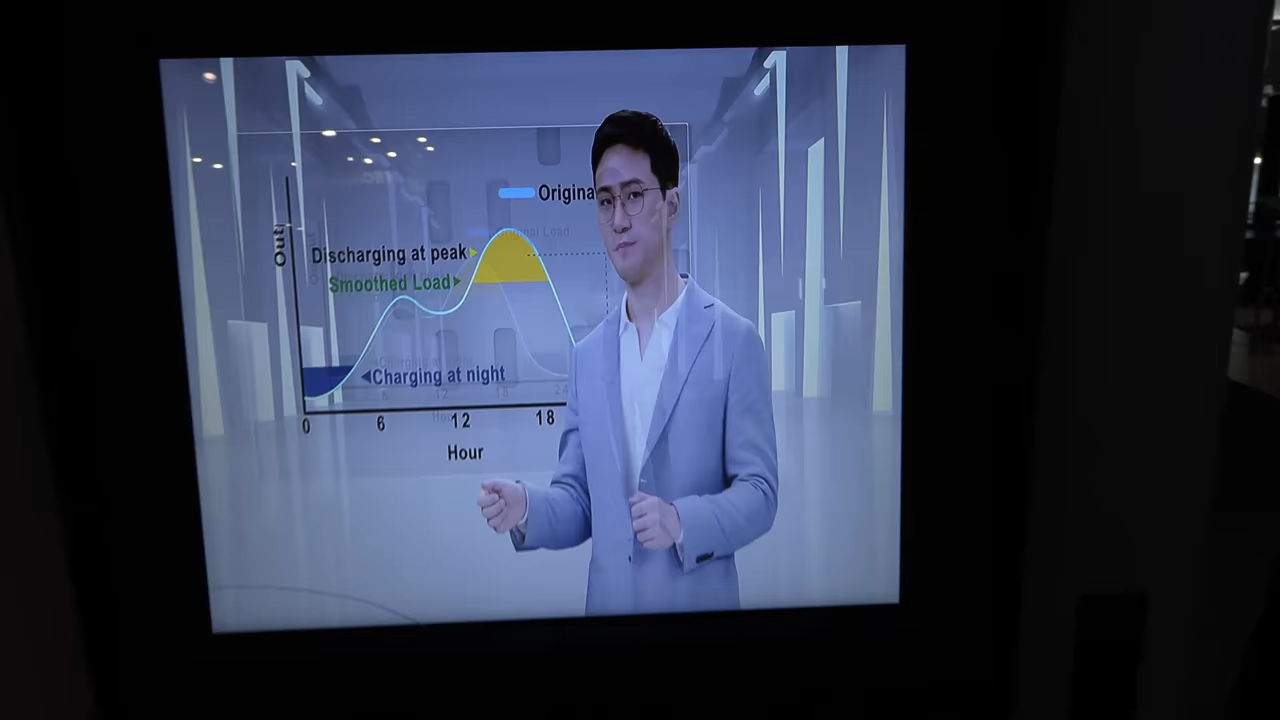 Origina
Out
Discharging at peak
Smoothed Load
Charging at night
0 6 12 18
Hour